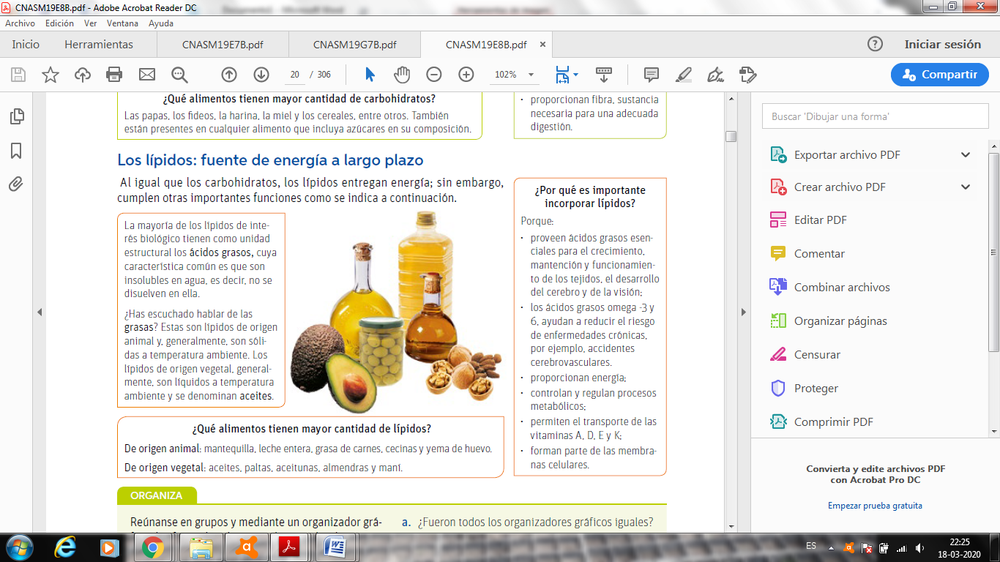 CNASM19E8B.pdf - Adobe Acrobat Reader DC
Archivo Edición Ver Ventana Ayuda
Inicio Herramientas CNASM19E7B.pdf CNASM19G7B.pdf CNASM19E8B.pdf × Iniciar sesión
20 / 306 102% Compartir
¿Qué alimentos tienen mayor cantidad de carbohidratos?
Las papas, los fideos, la harina, la miel y los cereales, entre otros. También
están presentes en cualquier alimento que incluya azúcares en su composición.
• proporcionan fibra, sustancia
necesaria para una adecuada
digestión.
Los lípidos: fuente de energía a largo plazo
Al igual que los carbohidratos, los lípidos entregan energía; sin embargo,
cumplen otras importantes funciones como se indica a continuación.
La mayoría de los lípidos de inte-
rés biológico tienen como unidad
estructural los ácidos grasos, cuya
característica común es que son
insolubles en agua, es decir, no se
disuelven en ella.
¿Has escuchado hablar de las
grasas? Estas son lípidos de origen
animal y, generalmente, son sóli-
das a temperatura ambiente. Los
lípidos de origen vegetal, general-
mente, son líquidos a temperatura
ambiente y se denominan aceites.
¿Qué alimentos tienen mayor cantidad de lípidos?
De origen animal: mantequilla, leche entera, grasa de carnes, cecinas y yema de huevo.
De origen vegetal: aceites, paltas, aceitunas, almendras y maní.
¿Por qué es importante
incorporar lípidos?
Porque:
• proveen ácidos grasos esen-
ciales para el crecimiento,
mantención y funcionamien-
to de los tejidos, el desarrollo
del cerebro y de la visión;
• los ácidos grasos omega -3 y
6, ayudan a reducir el riesgo
de enfermedades crónicas,
por ejemplo, accidentes
cerebrovasculares.
• proporcionan energía;
• controlan y regulan procesos
metabólicos;
• permiten el transporte de las
vitaminas A, D, E y K;
• forman parte de las membra-
nas celulares.
ORGANIZA
Reúnanse en grupos y mediante un organizador grá-
a. ¿Fueron todos los organizadores gráficos iguales?
Buscar 'Dibujar una forma'
Exportar archivo PDF
Crear archivo PDF
Editar PDF
Comentar
Combinar archivos
Organizar páginas
Censurar
Proteger
Comprimir PDF
Convierta y edite archivos PDF
con Acrobat Pro DC
Empezar prueba gratuita
ES 22:25
18-03-2020